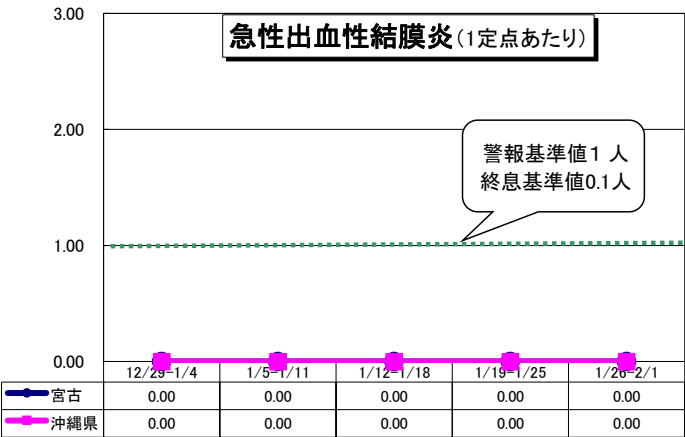 急性出血性結膜炎(1定点あたり)
3.00
2.00
1.00
0.00
警報基準値1 人
終息基準値0.1人
12/29-1/4 1/5-1/11 1/12-1/18 1/19-1/25 1/26-2/1
宮古 0.00 0.00 0.00 0.00 0.00
沖縄県 0.00 0.00 0.00 0.00 0.00